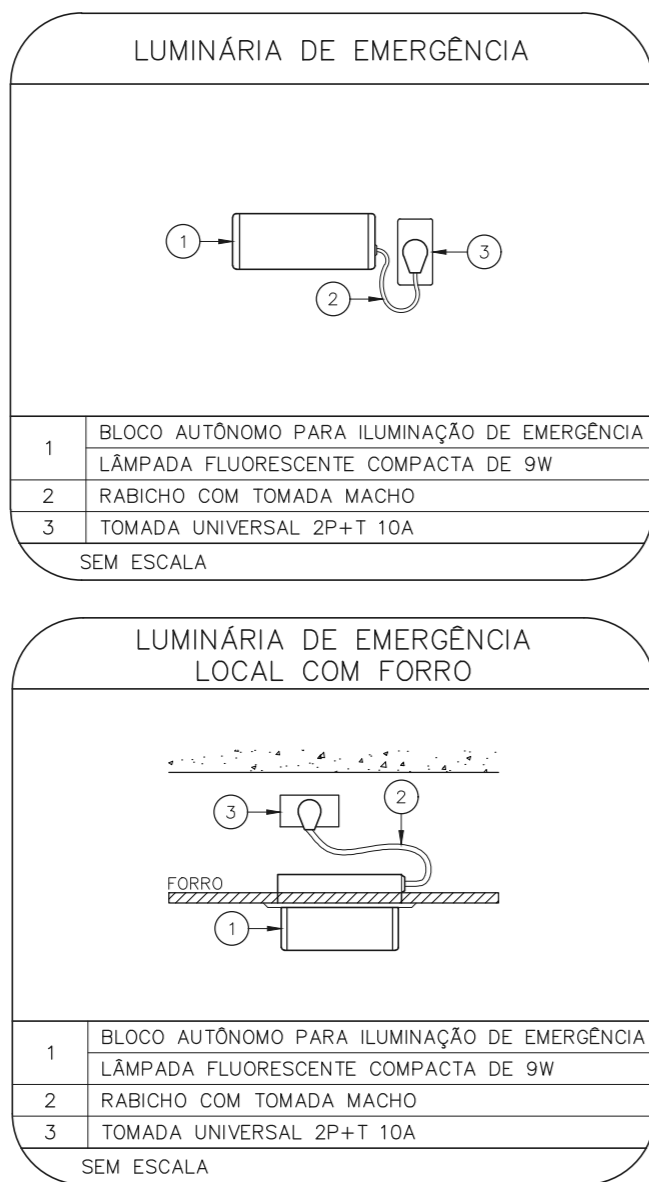 LUMINÁRIA DE EMERGÊNCIA
1
3
2
1 BLOCO AUTÔNOMO PARA ILUMINAÇÃO DE EMERGÊNCIA
LÂMPADA FLUORESCENTE COMPACTA DE 9W
2 RABICHO COM TOMADA MACHO
3 TOMADA UNIVERSAL 2P+T 10A
SEM ESCALA
LUMINÁRIA DE EMERGÊNCIA
LOCAL COM FORRO
2
3
FORRO
1
1 BLOCO AUTÔNOMO PARA ILUMINAÇÃO DE EMERGÊNCIA
LÂMPADA FLUORESCENTE COMPACTA DE 9W
2 RABICHO COM TOMADA MACHO
3 TOMADA UNIVERSAL 2P+T 10A
SEM ESCALA